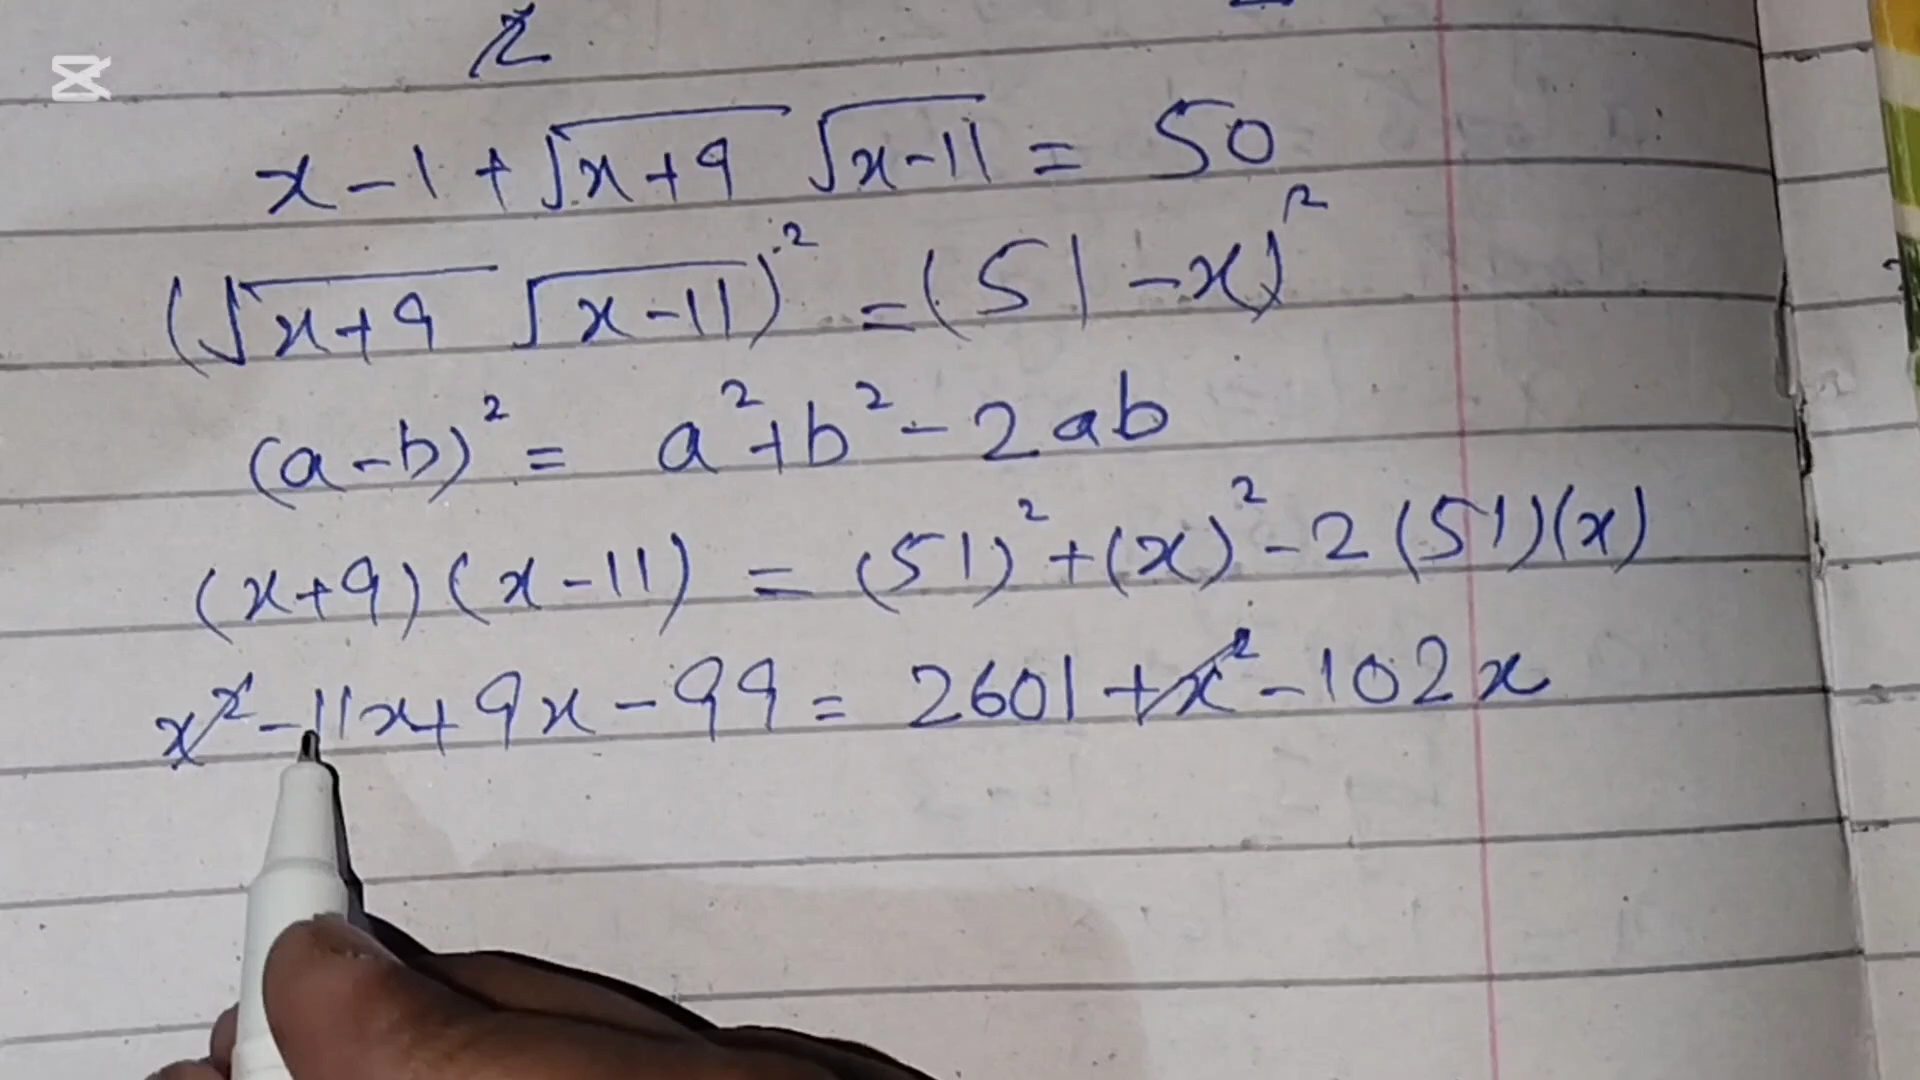 2
x - 1 + √x+9 √x-11 = 50
(√x+9 √x-11)² = (51 - x)²
(a-b)² = a² + b² - 2ab
(x+9)(x-11) = (51)² + (x)² - 2(51)(x)
x² - 11x + 9x - 99 = 2601 + x² - 102x